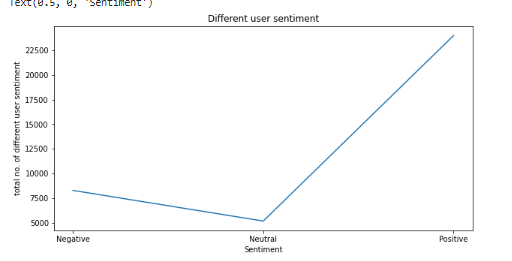 Text(0.5, 0, 'Sentiment')
Different user sentiment
total no. of different user sentiment
22500
20000
17500
15000
12500
10000
7500
5000
Negative Neutral Positive
Sentiment